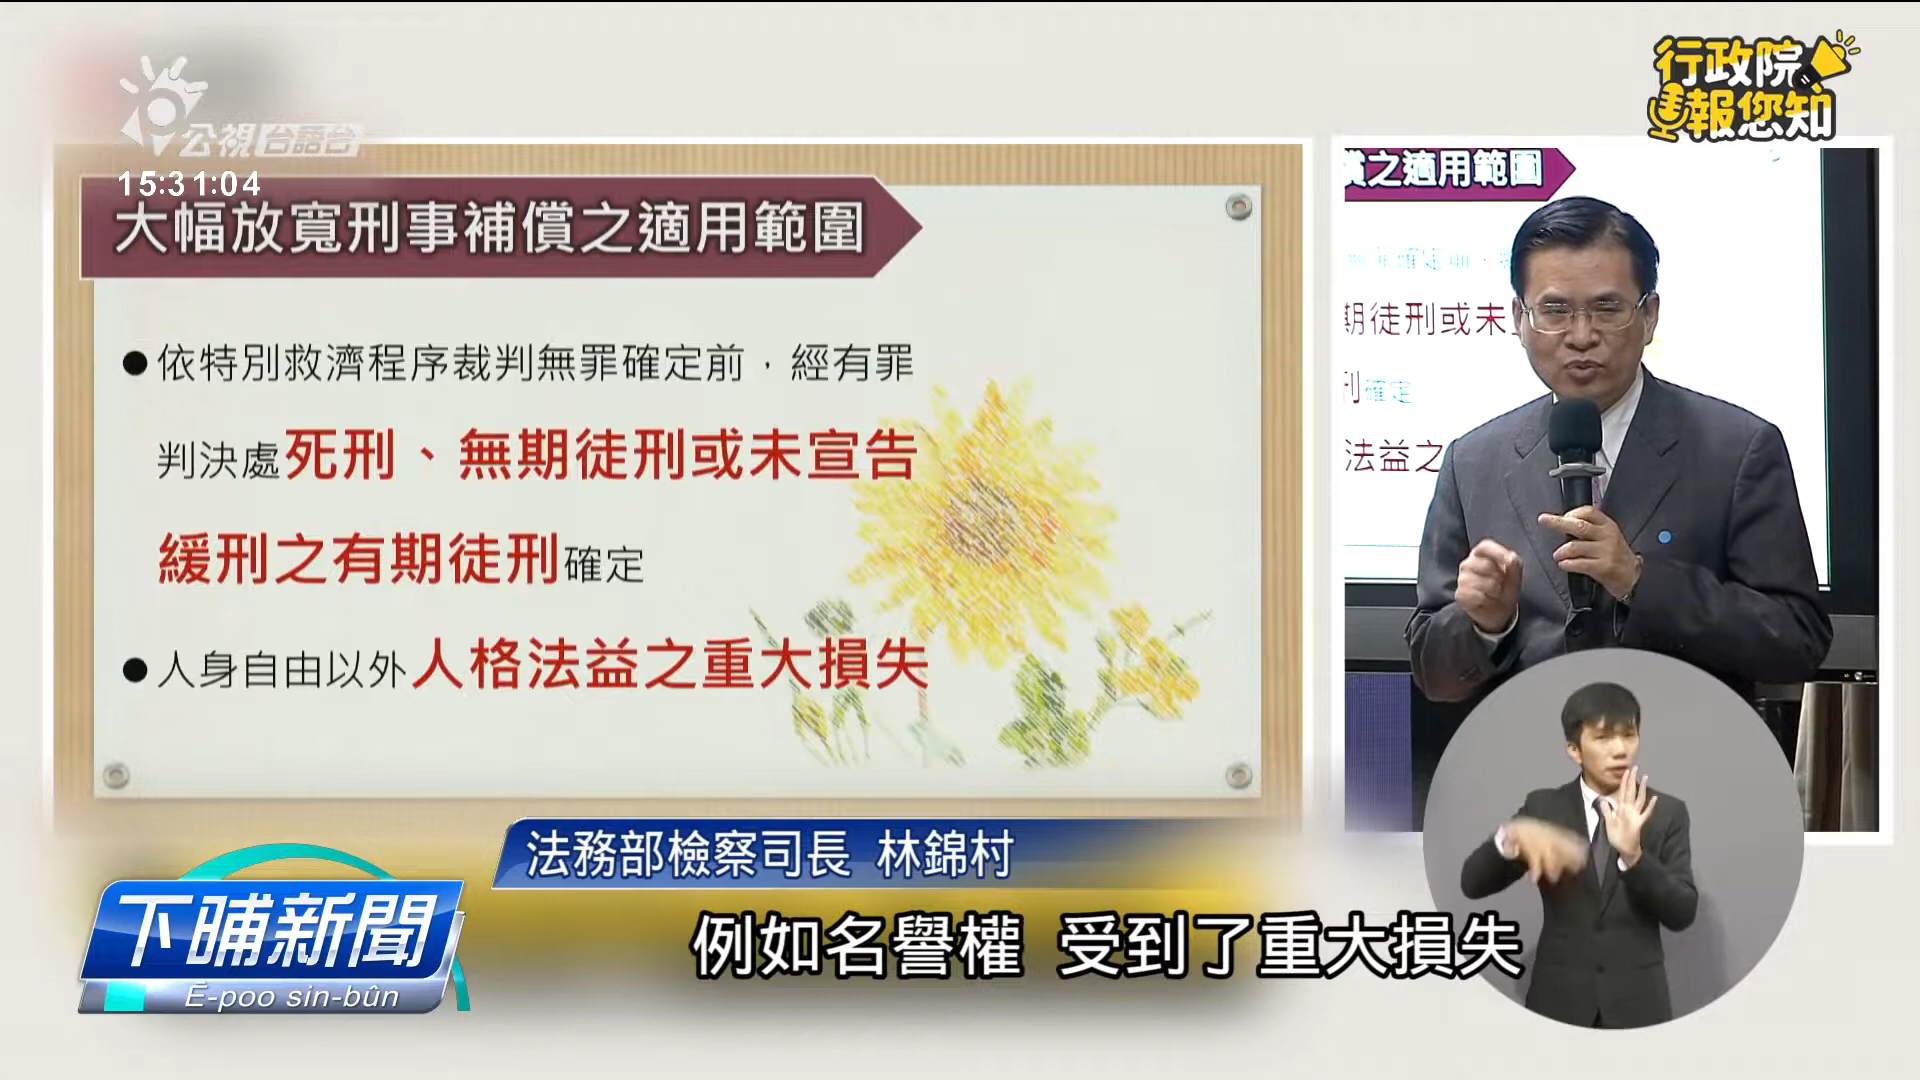 行政院
報您知
公視台語台
15:31:04
大幅放寬刑事補償之適用範圍
●依特別救濟程序裁判無罪確定前，經有罪
判決處死刑、無期徒刑或未宣告
緩刑之有期徒刑確定
●人身自由以外人格法益之重大損失
償之適用範圍
期徒刑或未
刑確定
法益之
法務部檢察司長 林錦村
例如名譽權 受到了重大損失
下晡新聞
Ē-poo sin-bûn